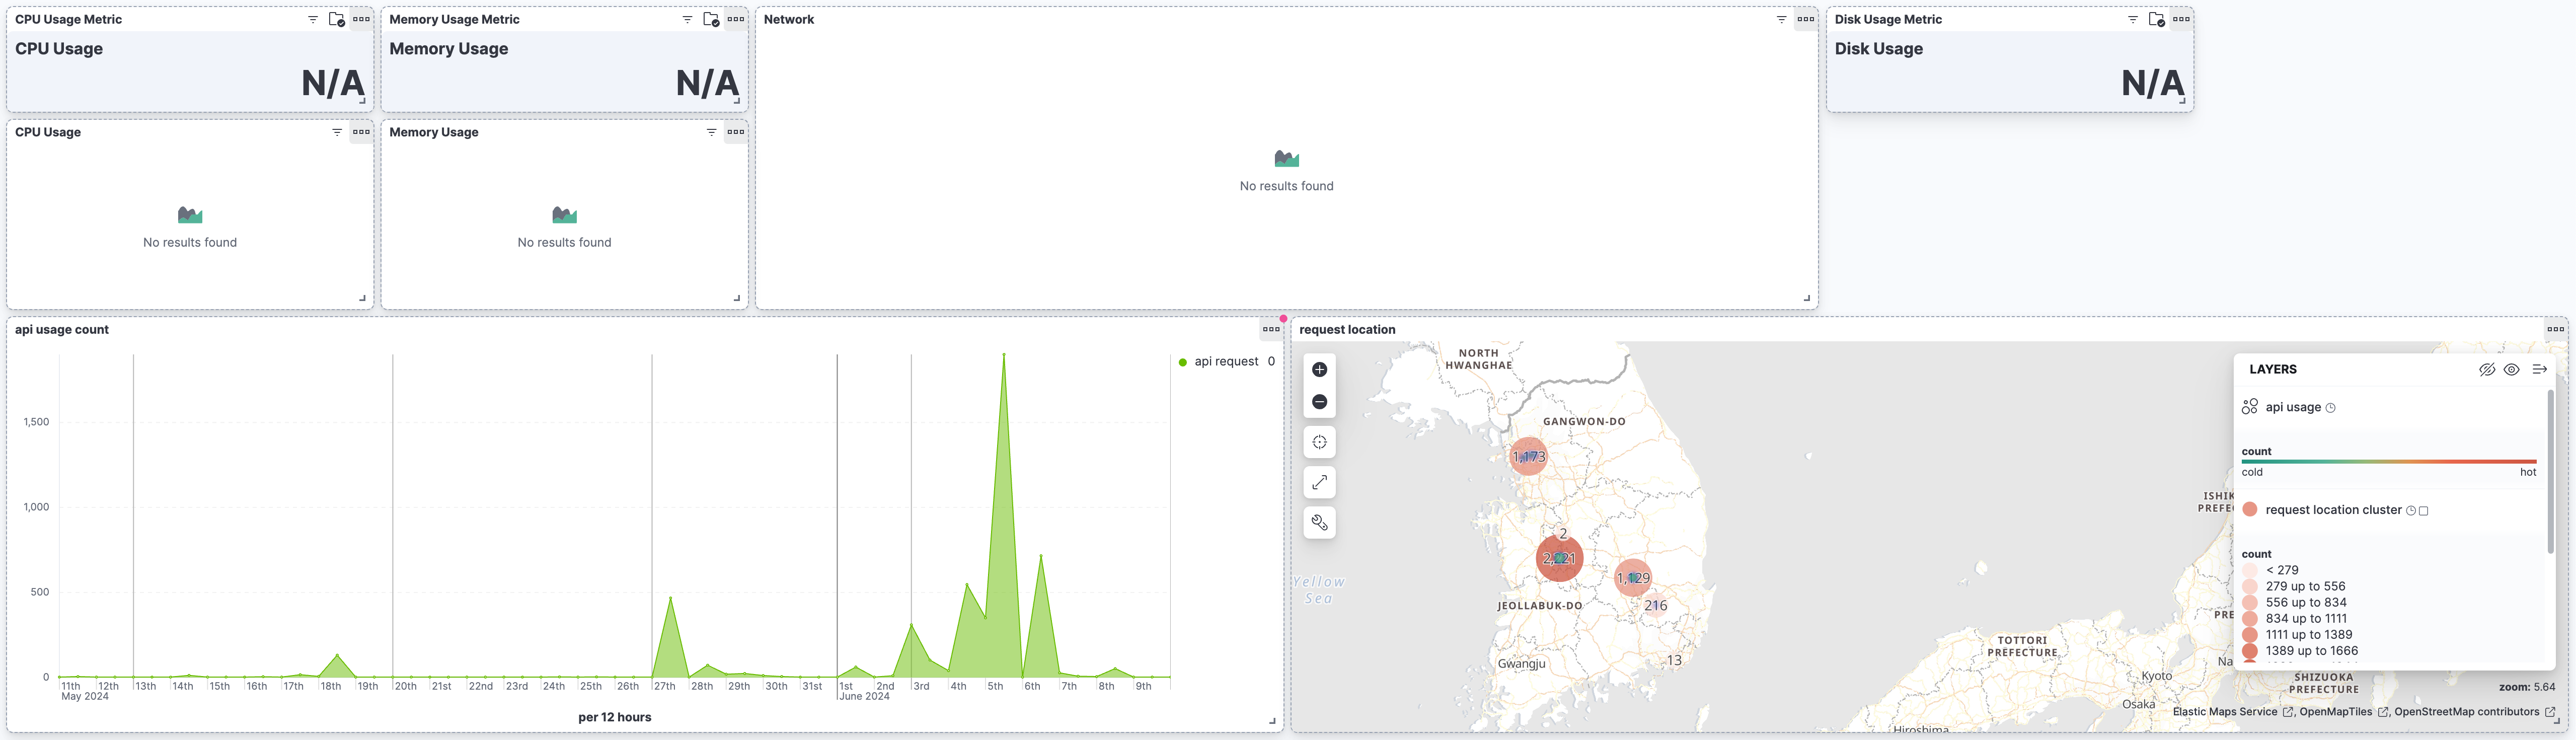 CPU Usage Metric
CPU Usage
N/A
Memory Usage Metric
Memory Usage
N/A
Network
No results found
Disk Usage Metric
Disk Usage
N/A
CPU Usage
No results found
Memory Usage
No results found
api usage count
api request 0
1,500
1,000
500
0
11th 12th 13th 14th 15th 16th 17th 18th 19th 20th 21st 22nd 23rd 24th 25th 26th 27th 28th 29th 30th 31st 1st 2nd 3rd 4th 5th 6th 7th 8th 9th
May 2024 June 2024
per 12 hours
request location
NORTH
HWANGHAE
GANGWON-DO
1,173
2
1,129
216
JEOLLABUK-DO
Yellow
Sea
Gwangju
13
ISHIK
PREFE
PRE
TOTTORI
PREFECTURE
Na
Kyoto
SHIZUOKA
PREFECTURE
Osaka
Hiroshima
LAYERS
api usage
count
cold hot
request location cluster
count
< 279
279 up to 556
556 up to 834
834 up to 1111
1111 up to 1389
1389 up to 1666
zoom: 5.64
Elastic Maps Service , OpenMapTiles , OpenStreetMap contributors